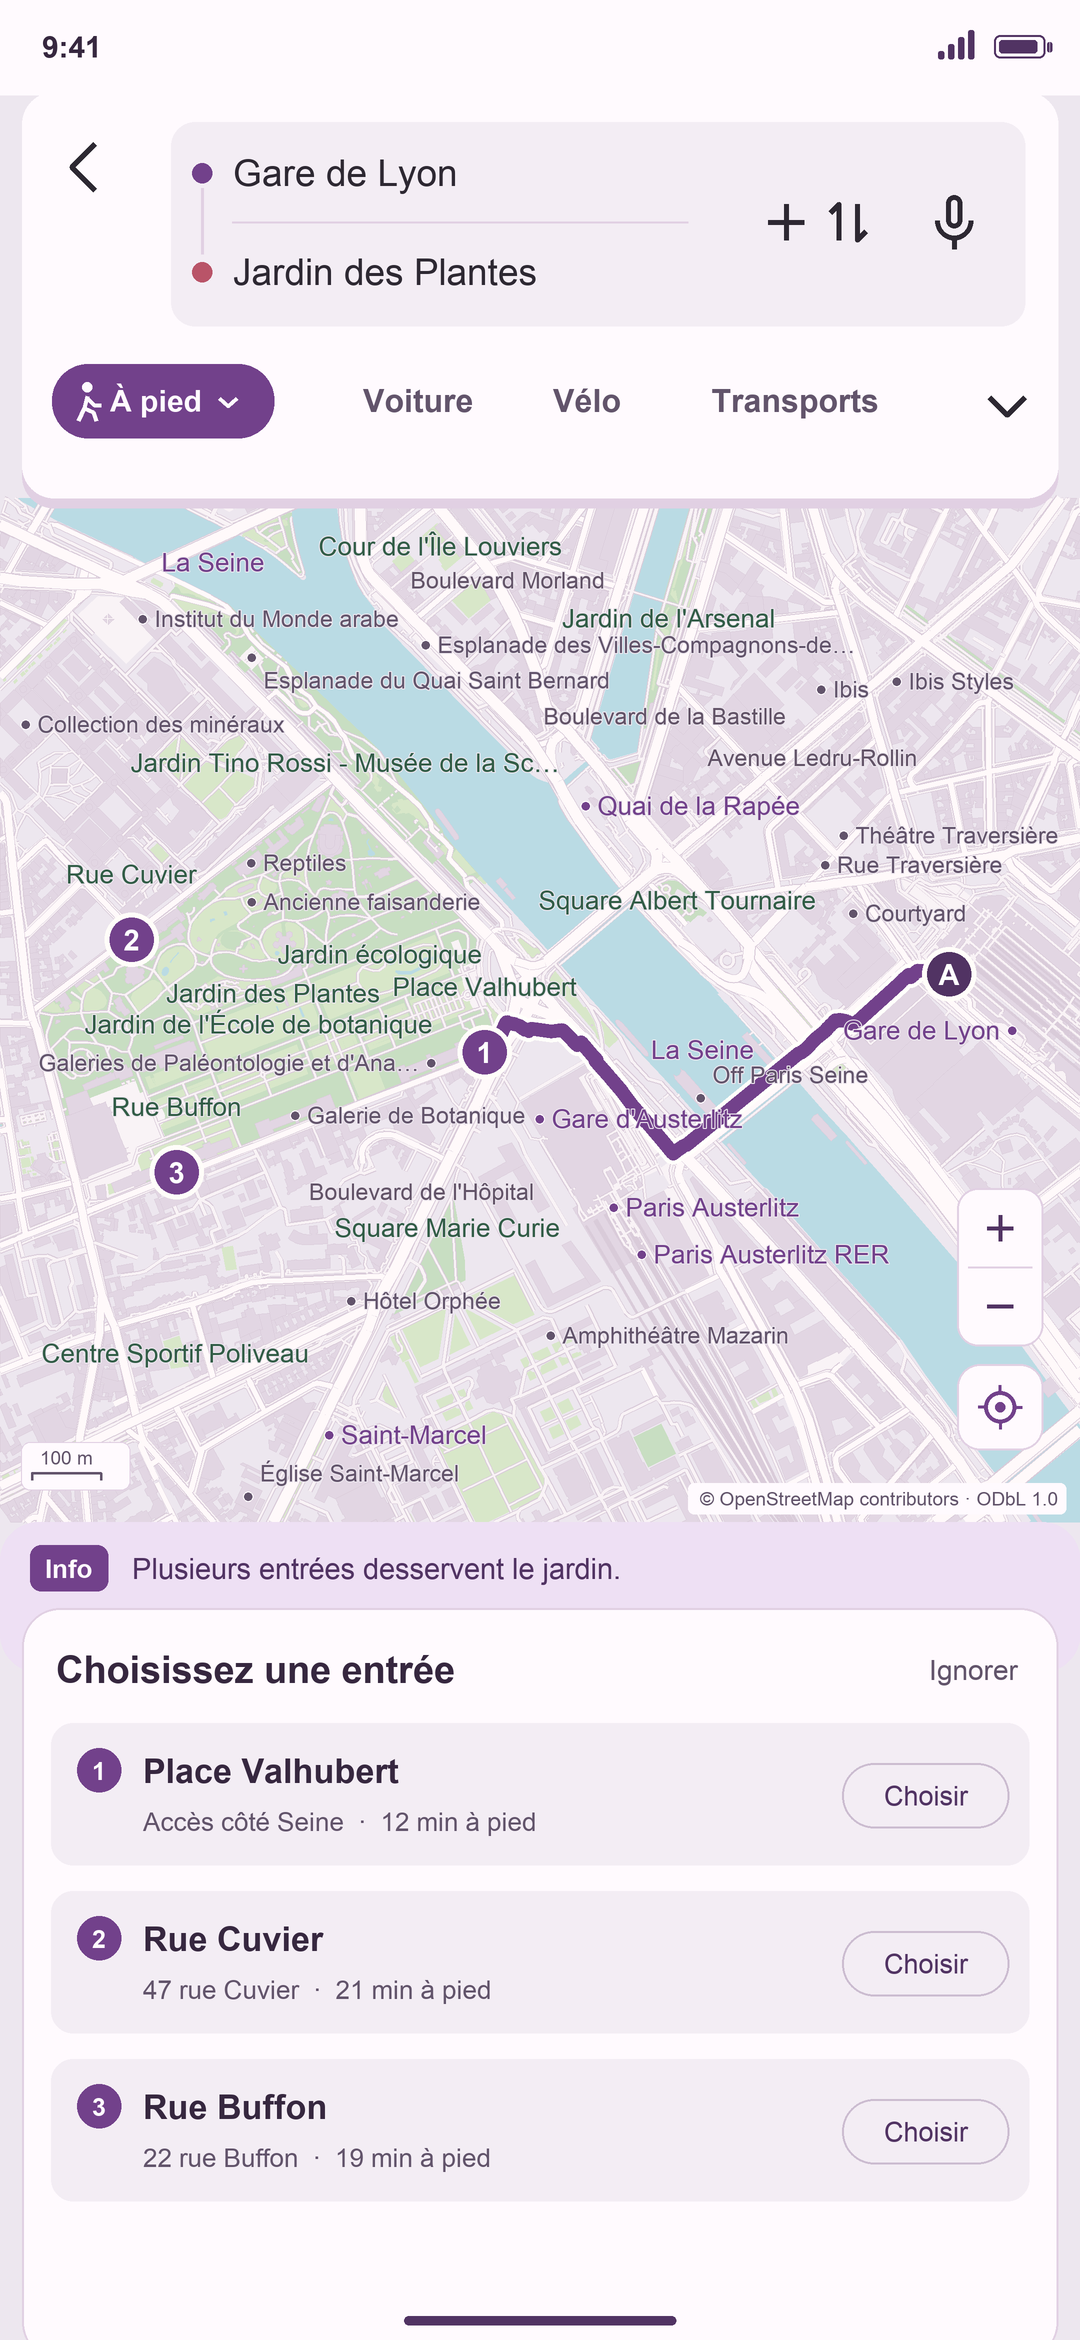 9:41
Gare de Lyon
Jardin des Plantes
À pied
Voiture
Vélo
Transports
La Seine
Cour de l'Île Louviers
Boulevard Morland
Institut du Monde arabe
Jardin de l'Arsenal
Esplanade des Villes-Compagnons-de…
Esplanade du Quai Saint Bernard
Ibis
Ibis Styles
Collection des minéraux
Boulevard de la Bastille
Jardin Tino Rossi - Musée de la Sc…
Avenue Ledru-Rollin
Quai de la Rapée
Théâtre Traversière
Rue Traversière
Rue Cuvier
Reptiles
Ancienne faisanderie
Square Albert Tournaire
Courtyard
2
Jardin écologique
A
Jardin des Plantes
Place Valhubert
Jardin de l'École de botanique
Gare de Lyon
1
La Seine
Galeries de Paléontologie et d'Ana…
Off Paris Seine
Rue Buffon
Galerie de Botanique
Gare d'Austerlitz
3
Boulevard de l'Hôpital
Paris Austerlitz
Square Marie Curie
+
Paris Austerlitz RER
−
Hôtel Orphée
Amphithéâtre Mazarin
Centre Sportif Poliveau
Saint-Marcel
100 m
Église Saint-Marcel
© OpenStreetMap contributors · ODbL 1.0
Info
Plusieurs entrées desservent le jardin.
Choisissez une entrée
Ignorer
1
Place Valhubert
Accès côté Seine · 12 min à pied
Choisir
2
Rue Cuvier
47 rue Cuvier · 21 min à pied
Choisir
3
Rue Buffon
22 rue Buffon · 19 min à pied
Choisir